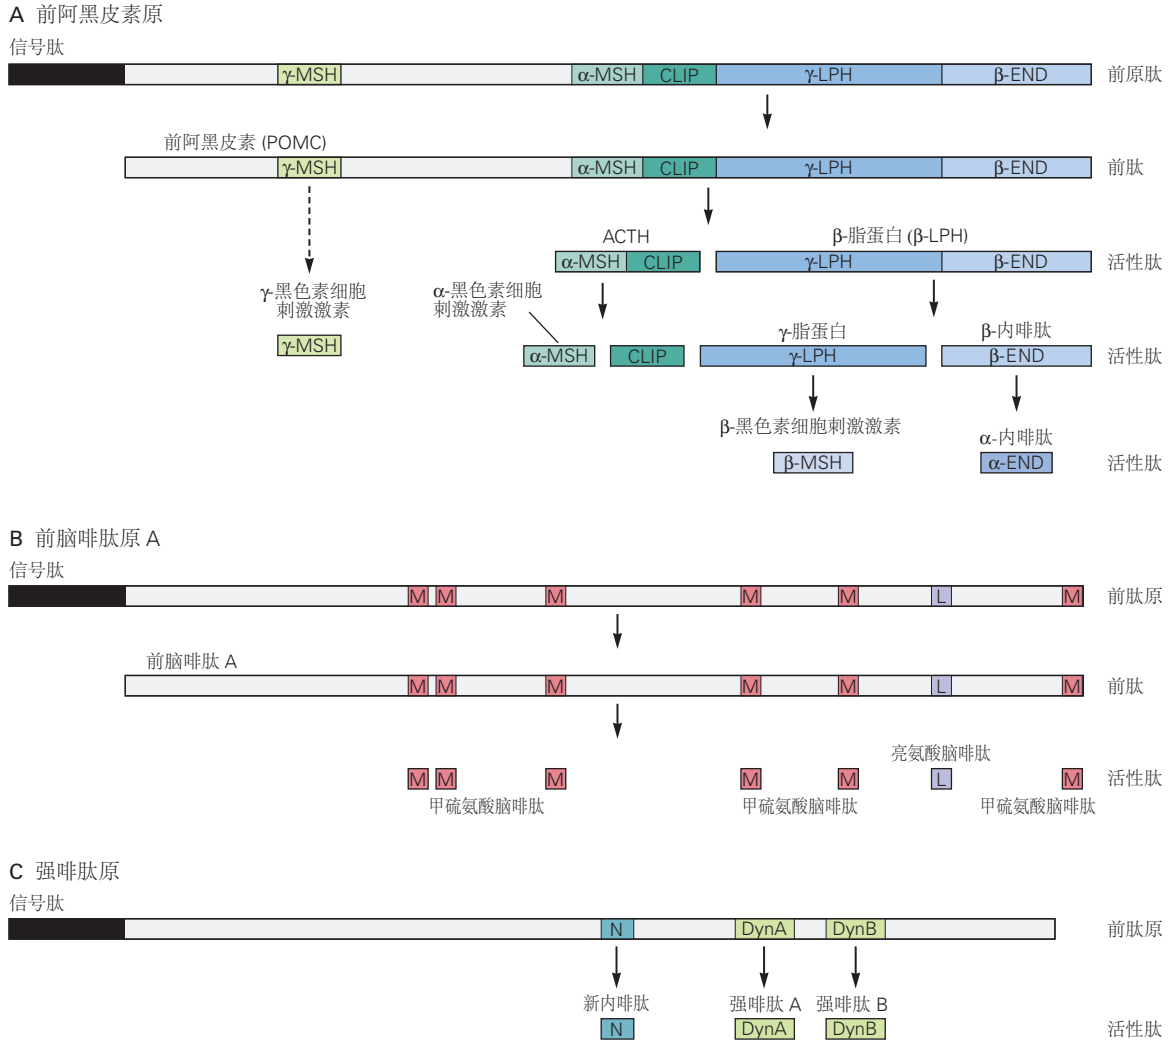 A 前阿黑皮素原
信号肽
γ-MSH α-MSH CLIP γ-LPH β-END 前原肽
前阿黑皮素 (POMC)
γ-MSH α-MSH CLIP γ-LPH β-END 前肽
ACTH β-脂蛋白 (β-LPH)
α-MSH CLIP γ-LPH β-END 活性肽
γ-黑色素细胞
刺激激素
α-黑色素细胞
刺激激素
γ-脂蛋白 β-内啡肽
γ-MSH α-MSH CLIP γ-LPH β-END 活性肽
β-黑色素细胞刺激激素 α-内啡肽
β-MSH α-END 活性肽
B 前脑啡肽原 A
信号肽
M M M M M L M 前肽原
前脑啡肽 A
M M M M M L M 前肽
亮氨酸脑啡肽
M M M M M L M 活性肽
甲硫氨酸脑啡肽 甲硫氨酸脑啡肽 甲硫氨酸脑啡肽
C 强啡肽原
信号肽
N DynA DynB 前肽原
新内啡肽 强啡肽 A 强啡肽 B
N DynA DynB 活性肽